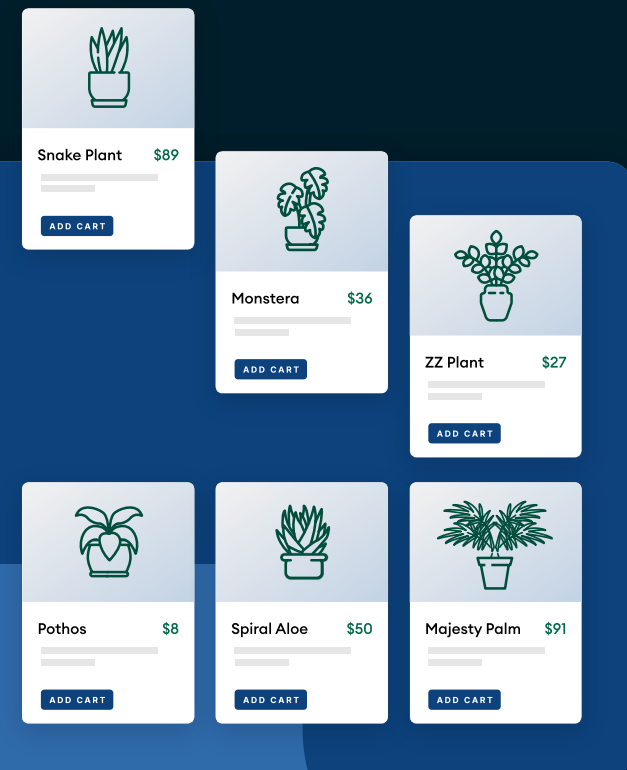 Snake Plant $89
ADD CART
Monstera $36
ADD CART
ZZ Plant $27
ADD CART
Pothos $8
ADD CART
Spiral Aloe $50
ADD CART
Majesty Palm $91
ADD CART